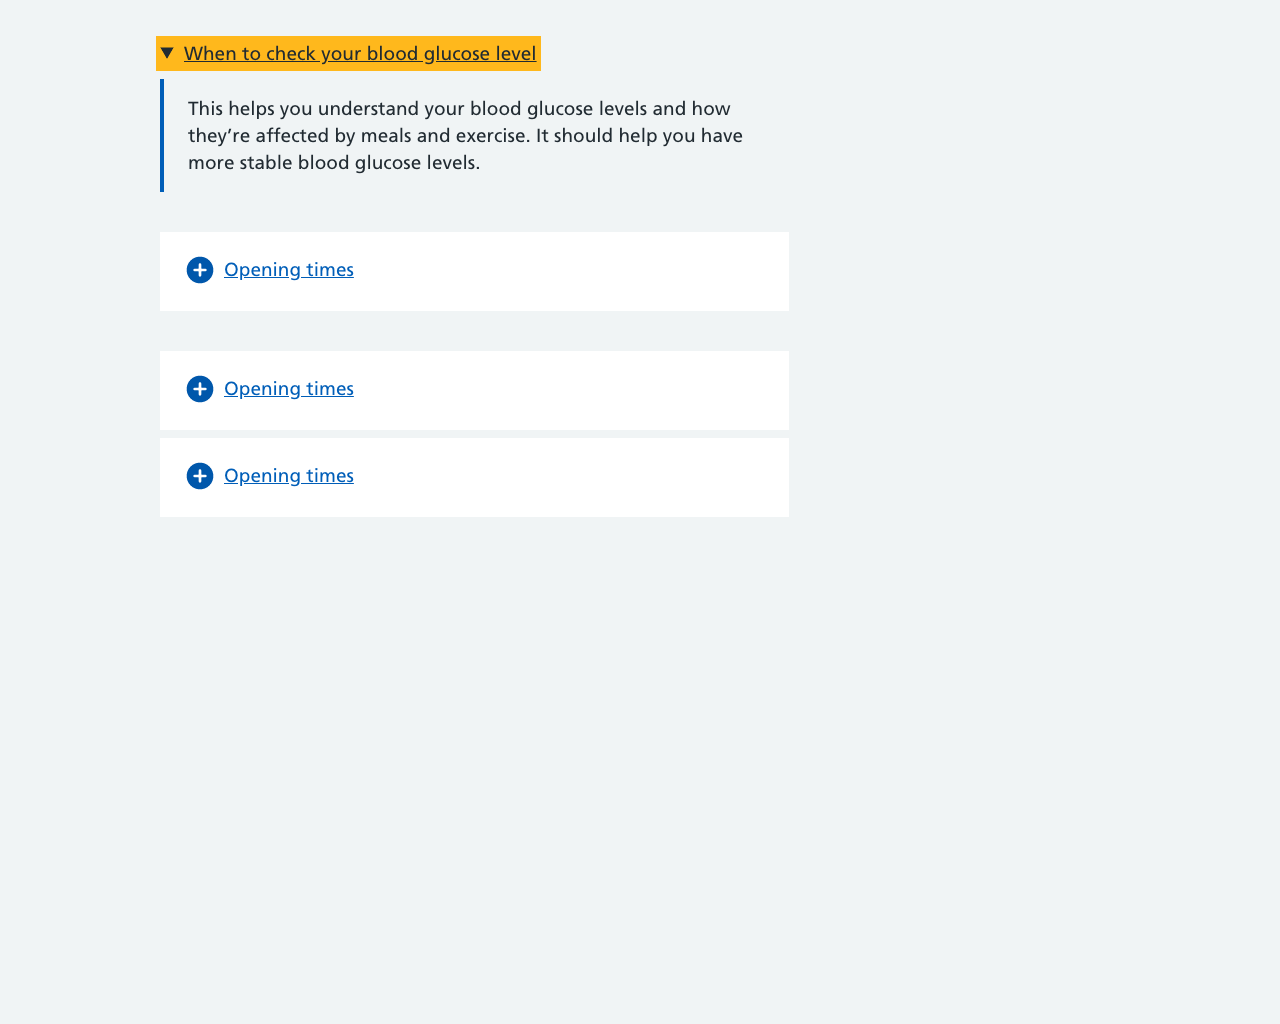 When to check your blood glucose level
This helps you understand your blood glucose levels and how
they’re affected by meals and exercise. It should help you have
more stable blood glucose levels.
Opening times
Opening times
Opening times